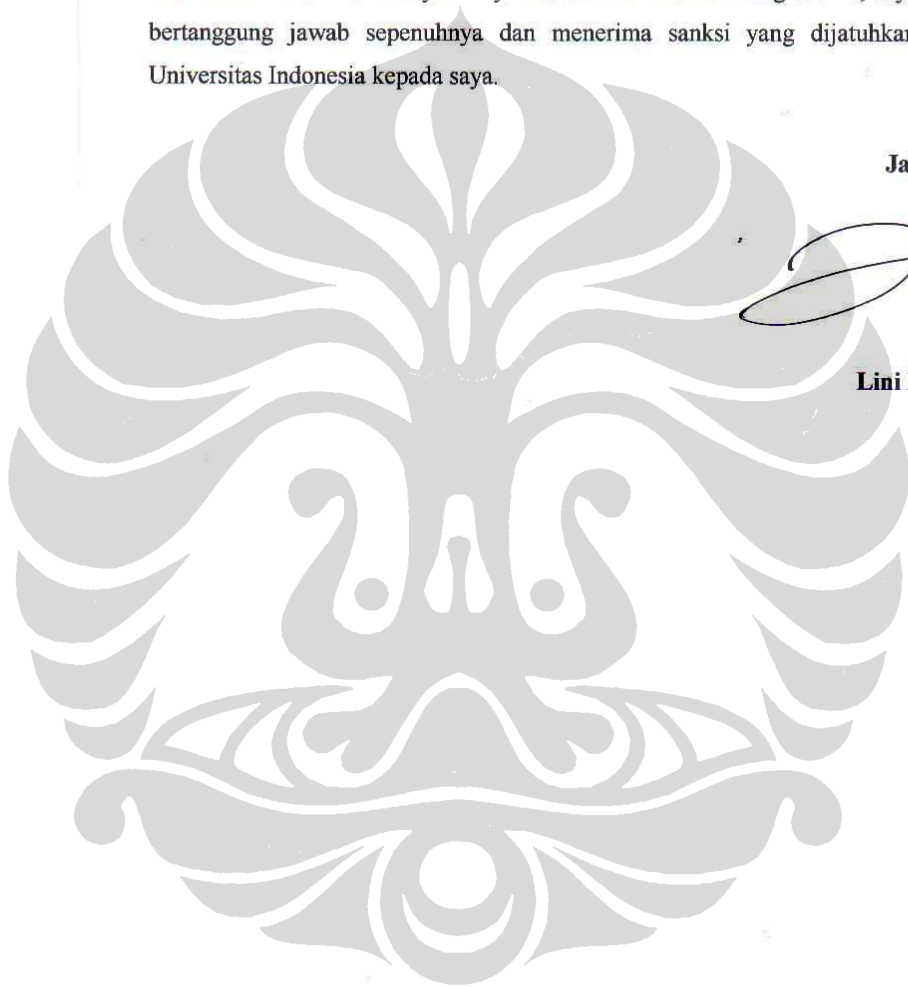 bertanggung jawab sepenuhnya dan menerima sanksi yang dijatuhkan
Universitas Indonesia kepada saya.
Ja
Lini